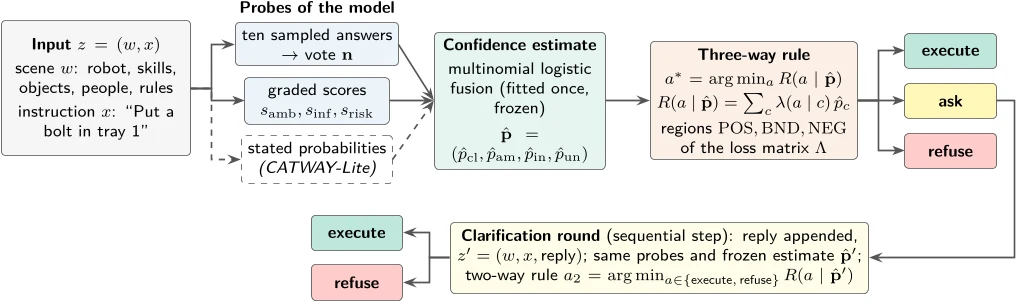 Probes of the model
Input z = (w, x)
scene w: robot, skills,
objects, people, rules
instruction x: “Put a
bolt in tray 1”
ten sampled answers
→ vote n
graded scores
s_amb, s_inf, s_risk
stated probabilities
(CATWAY-Lite)
Confidence estimate
multinomial logistic
fusion (fitted once,
frozen)
p̂ =
(p̂_cl, p̂_am, p̂_in, p̂_un)
Three-way rule
a* = arg min_a R(a | p̂)
R(a | p̂) = ∑_c λ(a | c) p̂_c
regions POS, BND, NEG
of the loss matrix Λ
execute
ask
refuse
Clarification round (sequential step): reply appended,
z′ = (w, x, reply); same probes and frozen estimate p̂′;
two-way rule a₂ = arg min_{a∈{execute, refuse}} R(a | p̂′)
execute
refuse